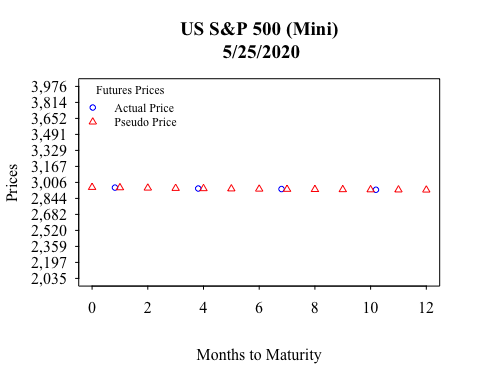 US S&P 500 (Mini)
5/25/2020
Futures Prices
Actual Price
Pseudo Price
Prices
3,976
3,814
3,652
3,491
3,329
3,167
3,006
2,844
2,682
2,520
2,359
2,197
2,035
0 2 4 6 8 10 12
Months to Maturity